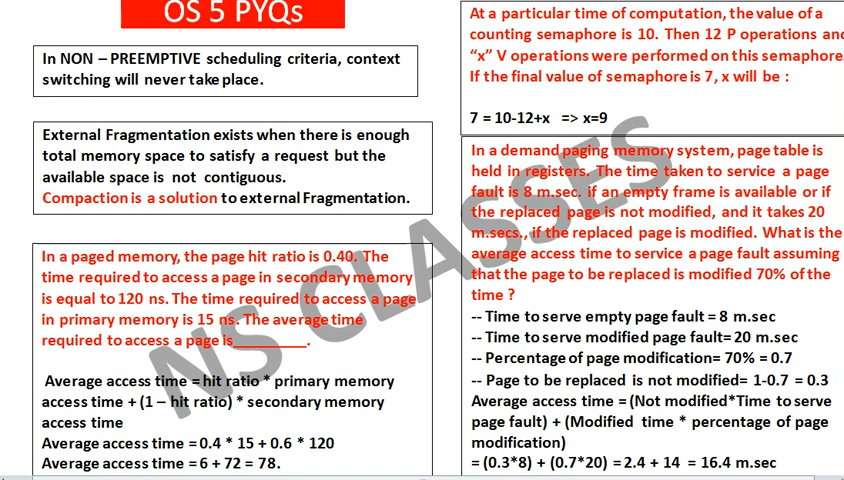 OS 5 PYQs
In NON – PREEMPTIVE scheduling criteria, context
switching will never take place.
External Fragmentation exists when there is enough
total memory space to satisfy a request but the
available space is not contiguous.
Compaction is a solution to external Fragmentation.
In a paged memory, the page hit ratio is 0.40. The
time required to access a page in secondary memory
is equal to 120 ns. The time required to access a page
in primary memory is 15 ns. The average time
required to access a page is________.
Average access time = hit ratio * primary memory
access time + (1 – hit ratio) * secondary memory
access time
Average access time = 0.4 * 15 + 0.6 * 120
Average access time = 6 + 72 = 78.
At a particular time of computation, the value of a
counting semaphore is 10. Then 12 P operations and
“x” V operations were performed on this semaphore.
If the final value of semaphore is 7, x will be :
7 = 10-12+x => x=9
In a demand paging memory system, page table is
held in registers. The time taken to service a page
fault is 8 m.sec. if an empty frame is available or if
the replaced page is not modified, and it takes 20
m.secs., if the replaced page is modified. What is the
average access time to service a page fault assuming
that the page to be replaced is modified 70% of the
time ?
-- Time to serve empty page fault = 8 m.sec
-- Time to serve modified page fault= 20 m.sec
-- Percentage of page modification= 70% = 0.7
-- Page to be replaced is not modified= 1-0.7 = 0.3
Average access time = (Not modified*Time to serve
page fault) + (Modified time * percentage of page
modification)
= (0.3*8) + (0.7*20) = 2.4 + 14 = 16.4 m.sec
NS CLASSES